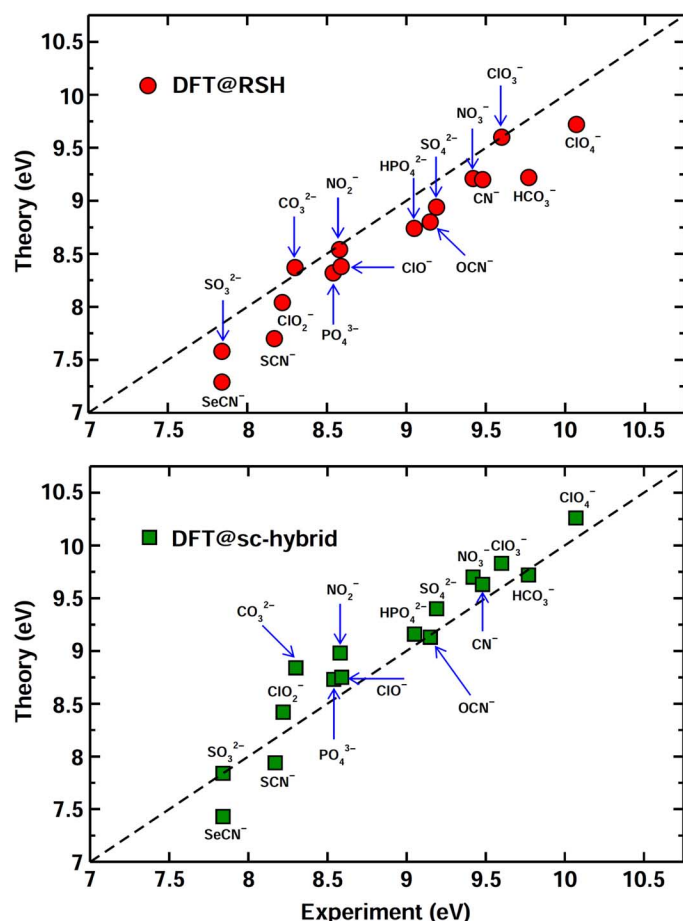 10.5
DFT@RSH
ClO₃⁻
10
NO₃⁻
ClO₄⁻
SO₄²⁻
9.5
HPO₄²⁻
NO₂⁻
CN⁻
HCO₃⁻
Theory (eV)
9
CO₃²⁻
8.5
ClO⁻
OCN⁻
SO₃²⁻
8
ClO₂⁻
PO₄³⁻
SCN⁻
7.5
SeCN⁻
7
7 7.5 8 8.5 9 9.5 10 10.5
10.5
ClO₄⁻
DFT@sc-hybrid
10
NO₃⁻
ClO₃⁻
NO₂⁻
SO₄²⁻
HCO₃⁻
9.5
CO₃²⁻
HPO₄²⁻
CN⁻
Theory (eV)
9
ClO₂⁻
ClO⁻
OCN⁻
8.5
PO₄³⁻
SO₃²⁻
8
SCN⁻
7.5
SeCN⁻
7
7 7.5 8 8.5 9 9.5 10 10.5
Experiment (eV)